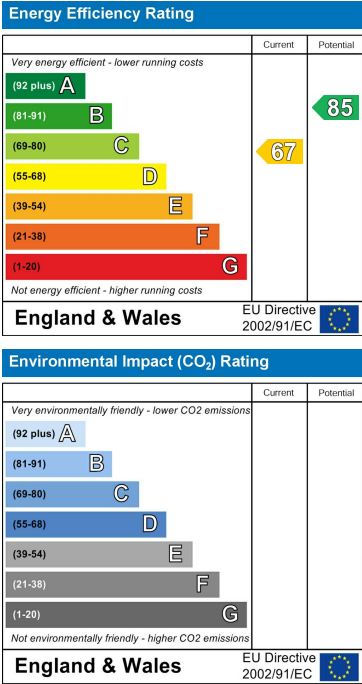 Energy Efficiency Rating
Current Potential
Very energy efficient - lower running costs
(92 plus) A
(81-91) B
(69-80) C
(55-68) D
(39-54) E
(21-38) F
(1-20) G
85
67
Not energy efficient - higher running costs
England & Wales
EU Directive
2002/91/EC
Environmental Impact (CO₂) Rating
Current Potential
Very environmentally friendly - lower CO2 emissions
(92 plus) A
(81-91) B
(69-80) C
(55-68) D
(39-54) E
(21-38) F
(1-20) G
Not environmentally friendly - higher CO2 emissions
England & Wales
EU Directive
2002/91/EC